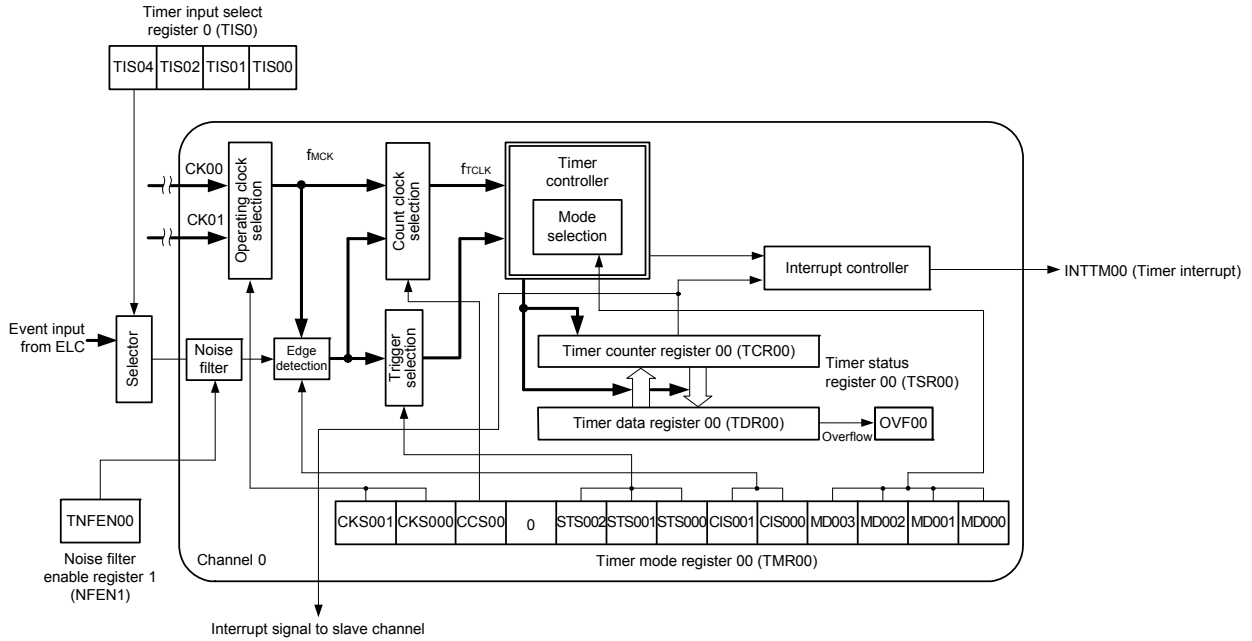 Timer input select
register 0 (TIS0)
TIS04 TIS02 TIS01 TIS00
CK00
CK01
Operating clock
selection
fMCK
Count clock
selection
fTCLK
Timer
controller
Mode
selection
Interrupt controller
INTTM00 (Timer interrupt)
Event input
from ELC
Selector
Noise
filter
Edge
detection
Trigger
selection
Timer counter register 00 (TCR00)
Timer status
register 00 (TSR00)
Timer data register 00 (TDR00)
Overflow
OVF00
TNFEN00
Noise filter
enable register 1
(NFEN1)
CKS001 CKS000 CCS00 0 STS002 STS001 STS000 CIS001 CIS000 MD003 MD002 MD001 MD000
Channel 0
Timer mode register 00 (TMR00)
Interrupt signal to slave channel